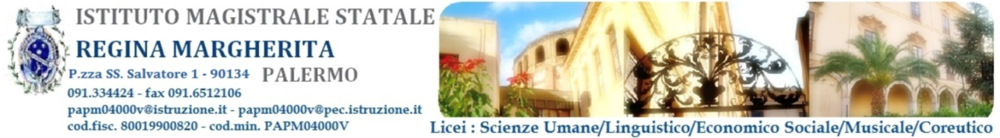 ISTITUTO MAGISTRALE STATALE
REGINA MARGHERITA
P.zza SS. Salvatore 1 - 90134 PALERMO
091.334424 - fax 091.6512106
papm04000v@istruzione.it - papm04000v@pec.istruzione.it
cod.fisc. 80019900820 - cod.min. PAPM04000V
Licei : Scienze Umane/Linguistico/Economico Sociale/Musicale/Coreutico